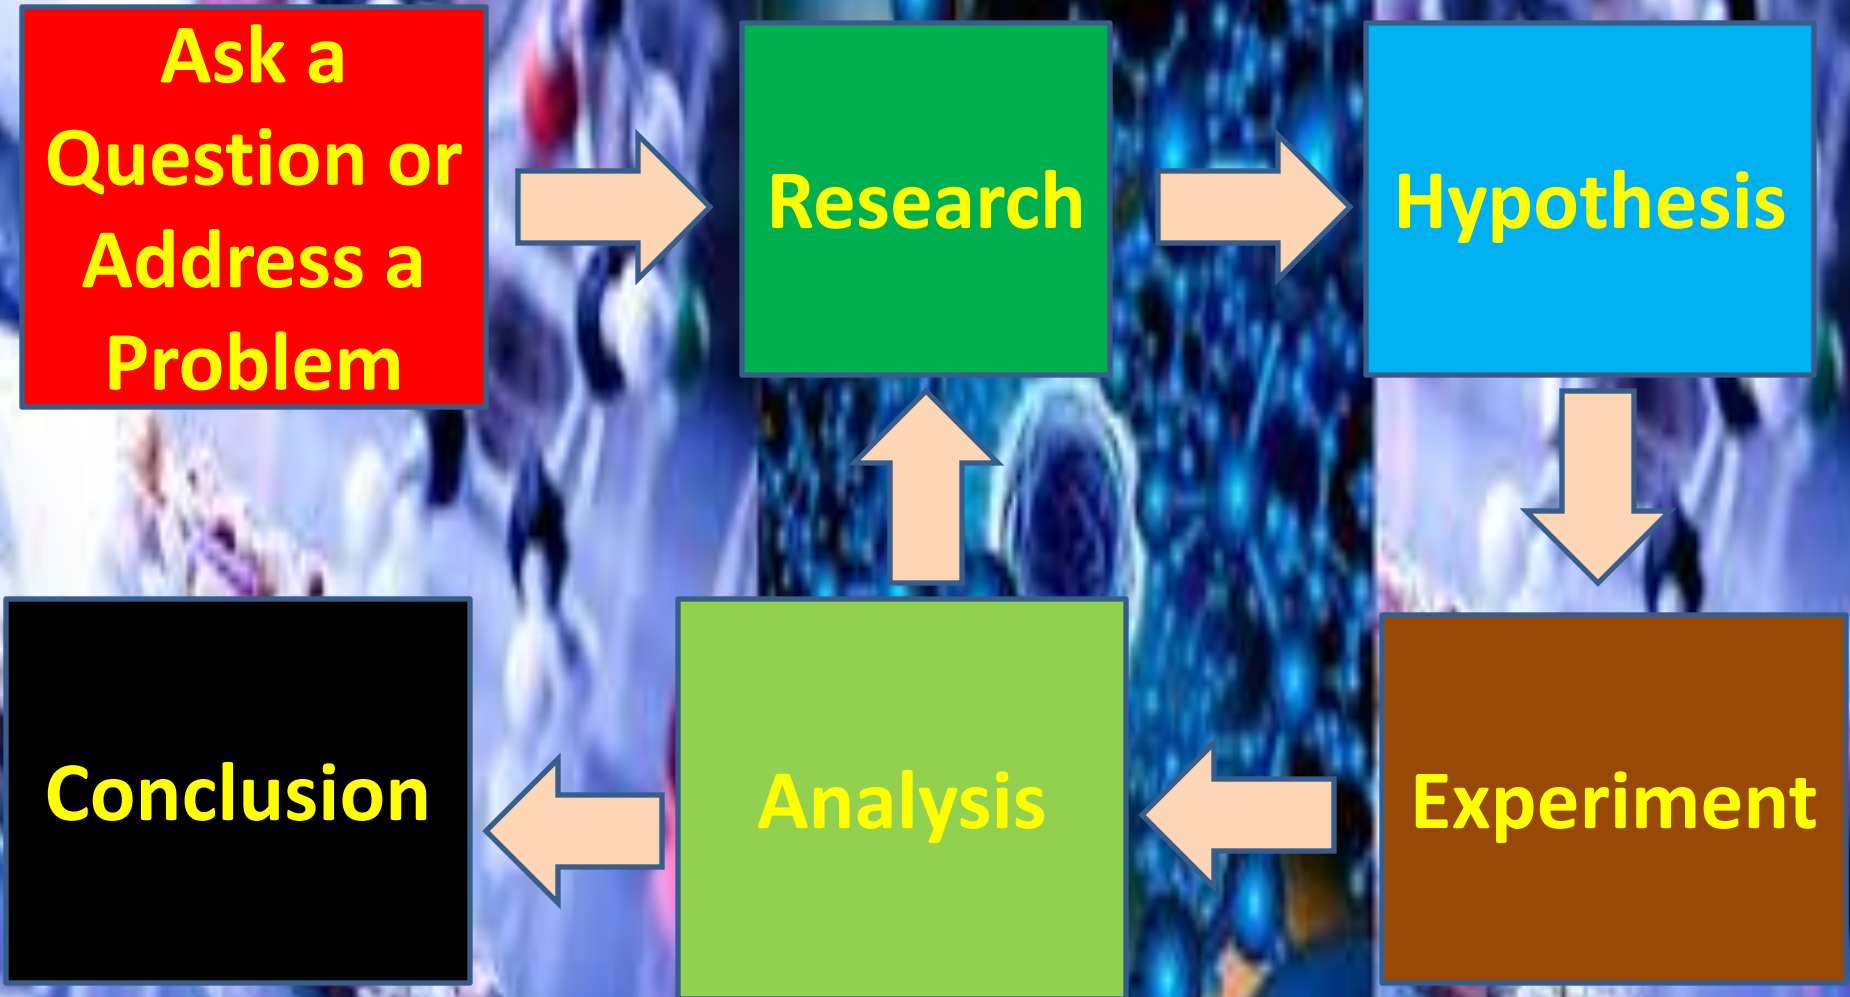 Ask a
Question or
Address a
Problem
Research
Hypothesis
Conclusion
Analysis
Experiment